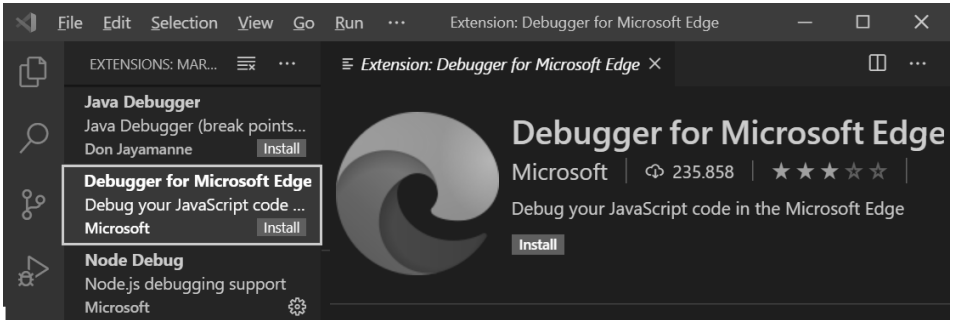 File Edit Selection View Go Run ... Extension: Debugger for Microsoft Edge
EXTENSIONS: MAR... ... Extension: Debugger for Microsoft Edge
Java Debugger
Java Debugger (break points...
Don Jayamanne Install
Debugger for Microsoft Edge
Debug your JavaScript code ...
Microsoft Install
Node Debug
Node.js debugging support
Microsoft
Debugger for Microsoft Edge
Microsoft 235.858
Debug your JavaScript code in the Microsoft Edge
Install